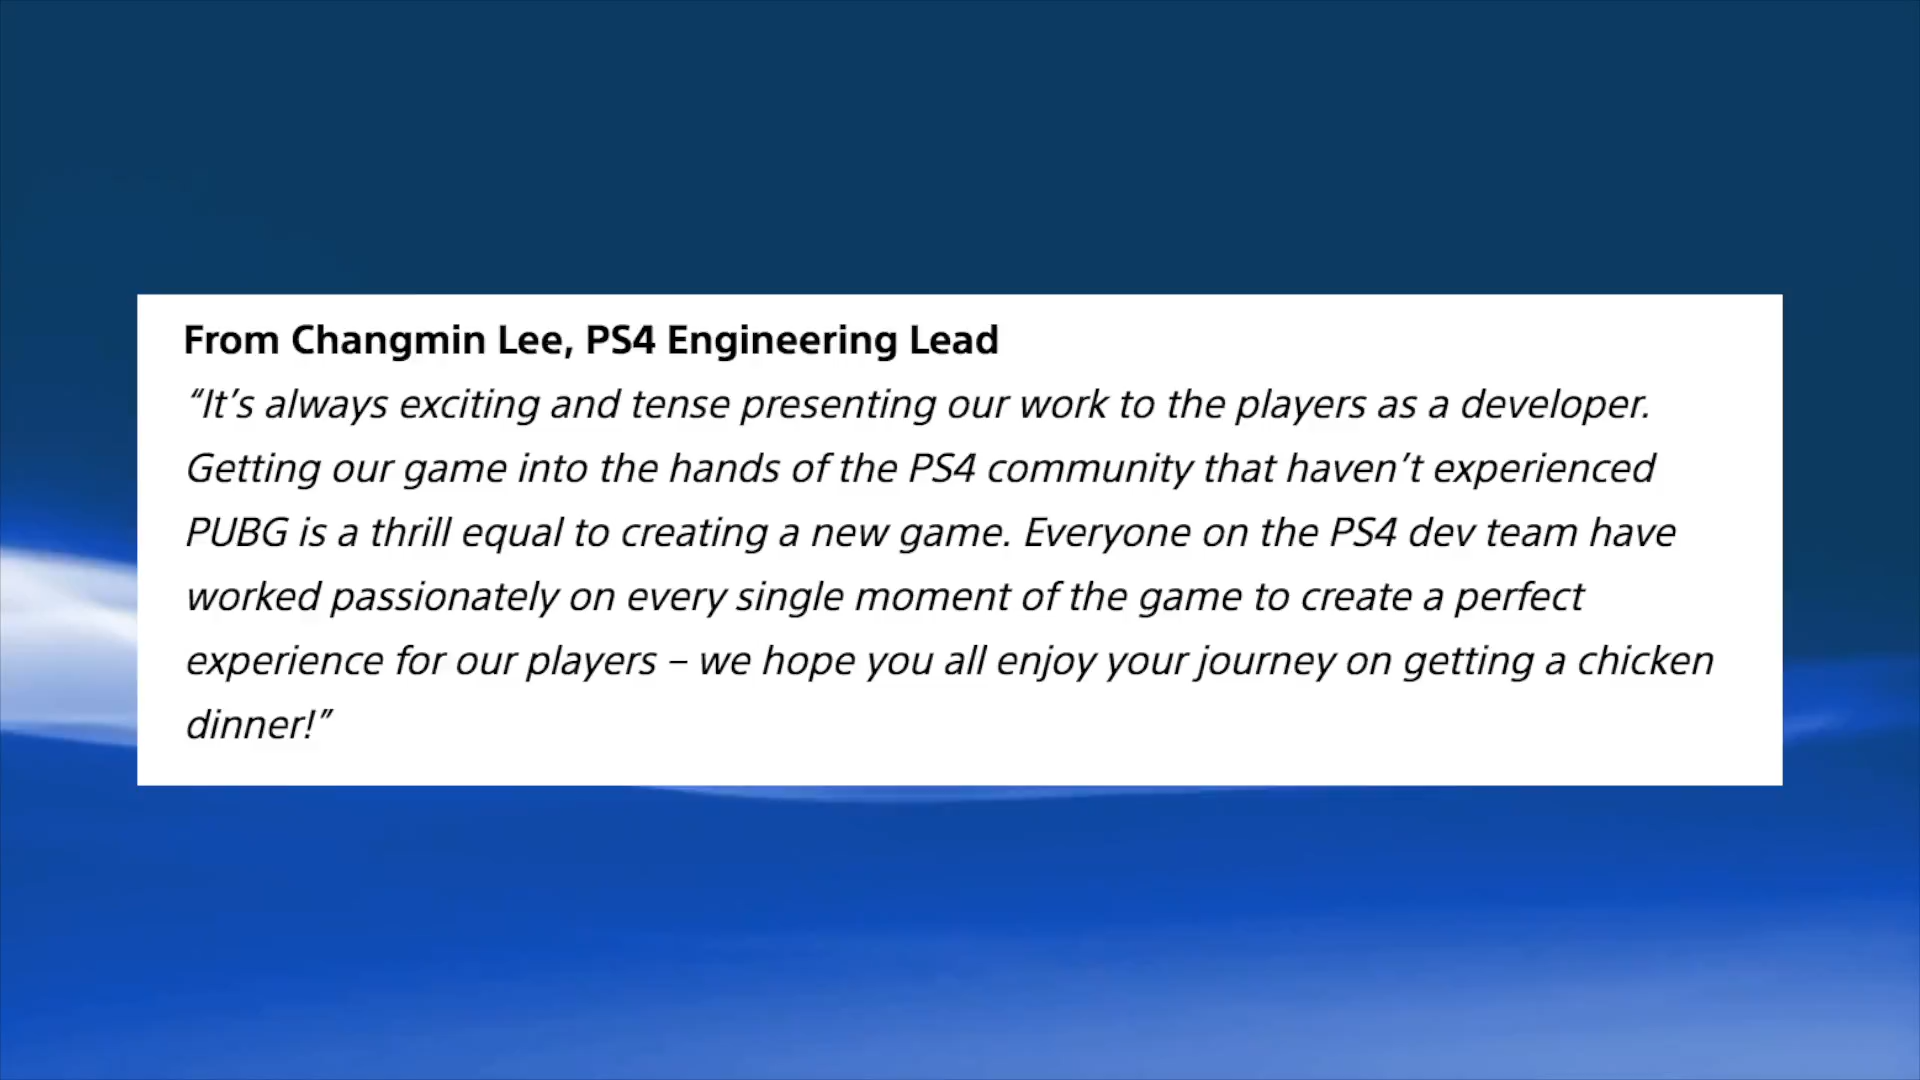 From Changmin Lee, PS4 Engineering Lead
“It’s always exciting and tense presenting our work to the players as a developer.
Getting our game into the hands of the PS4 community that haven’t experienced
PUBG is a thrill equal to creating a new game. Everyone on the PS4 dev team have
worked passionately on every single moment of the game to create a perfect
experience for our players – we hope you all enjoy your journey on getting a chicken
dinner!”